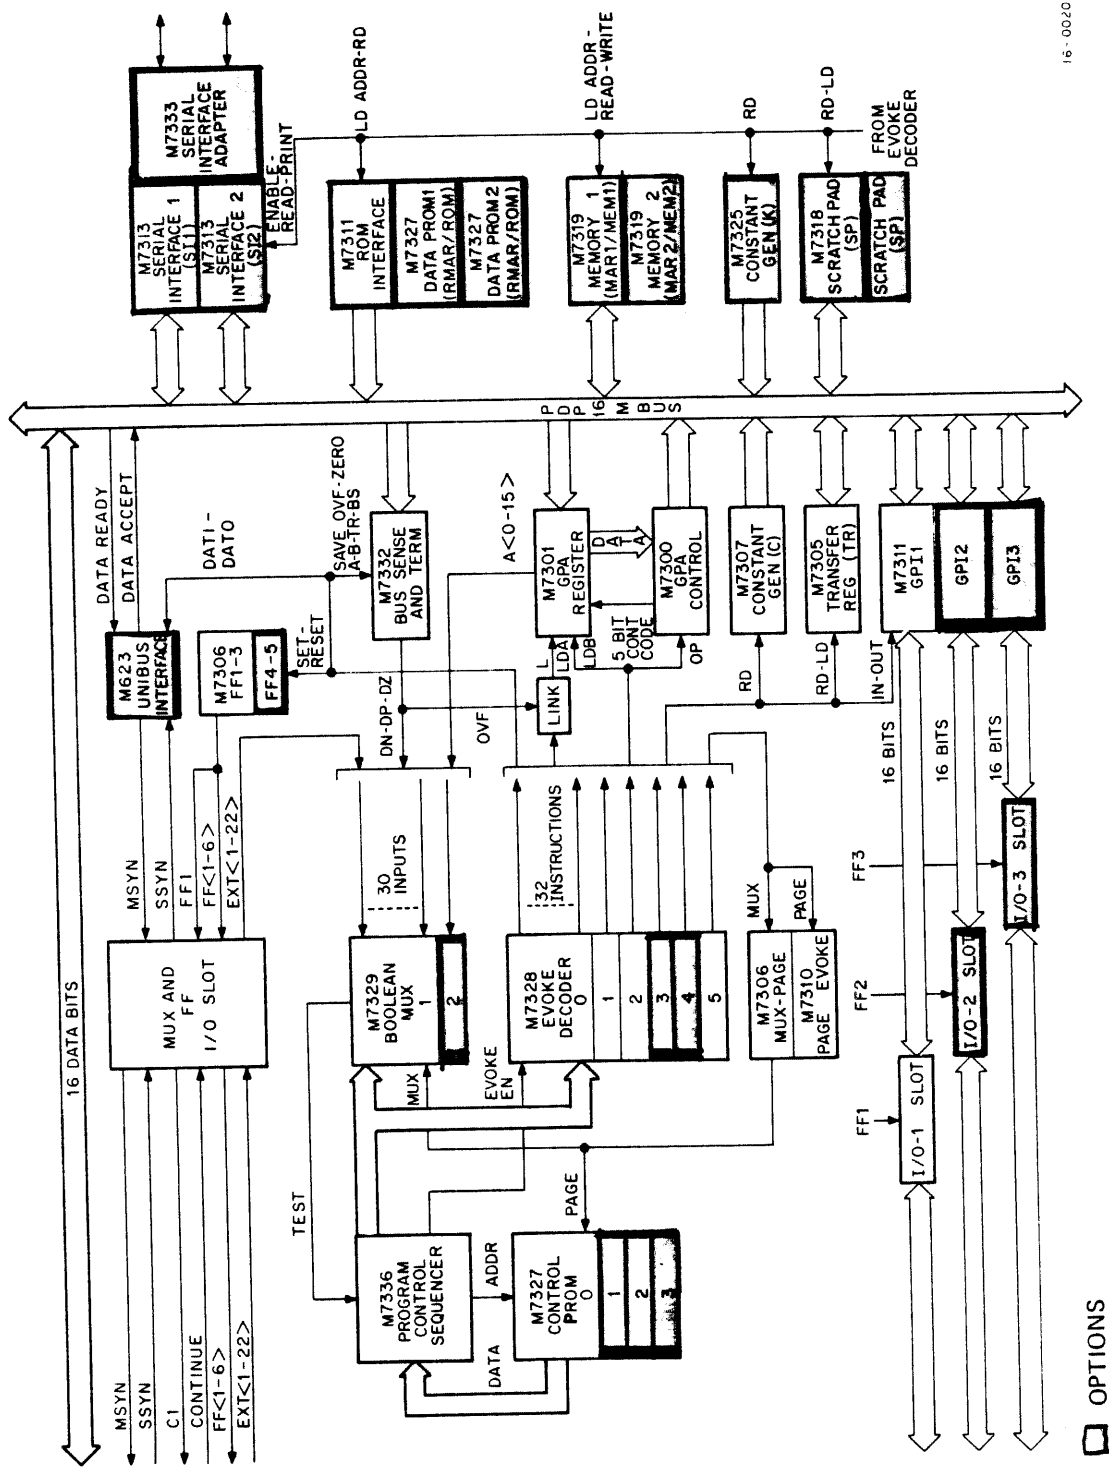 16-0020
M7333
SERIAL
INTERFACE
ADAPTER
M7313
SERIAL
INTERFACE 1
(SI1)
M7313
SERIAL
INTERFACE 2
(SI2)
ENABLE-
READ-PRINT
LD ADDR-RD
M7311
ROM
INTERFACE
M7327
DATA PROM1
(RMAR/ROM)
M7327
DATA PROM2
(RMAR/ROM)
LD ADDR-
READ-WRITE
M7319
MEMORY 1
(MAR1/MEM1)
M7319
MEMORY 2
(MAR2/MEM2)
RD
M7325
CONSTANT
GEN(K)
RD-LD
M7318
SCRATCH PAD
(SP)
SCRATCH PAD
(SP)
FROM
EVOKE
DECODER
PDP16 M BUS
16 DATA BITS
DATA READY
DATA ACCEPT
DATI-
DATO
M623
UNIBUS
INTERFACE
M7306
FF1-3
FF4-5
SET-
RESET
SAVE OVF-ZERO
A-B-TR-BS
M7332
BUS SENSE
AND TERM
DN-DP-DZ
OVF
A<0-15>
M7301
GPA
REGISTER
L
LDA
LDB
LINK
DATA
5 BIT
CONT
CODE
M7300
GPA
CONTROL
OP
M7307
CONSTANT
GEN(C)
RD
M7305
TRANSFER
REG (TR)
RD-LD
M7311
GPI1
IN-OUT
GPI2
GPI3
16 BITS
16 BITS
16 BITS
MSYN
SSYN
FF1
FF<1-6>
EXT<1-22>
MUX AND
FF
I/O SLOT
30
INPUTS
32
INSTRUCTIONS
M7329
BOOLEAN
MUX
1
2
M7328
EVOKE
DECODER
0
1
2
3
4
5
MUX
PAGE
M7306
MUX-PAGE
M7310
PAGE EVOKE
FF3
I/O-3 SLOT
FF2
I/O-2 SLOT
FF1
I/O-1 SLOT
MUX
EVOKE
EN
TEST
PAGE
M7336
PROGRAM
CONTROL
SEQUENCER
ADDR
DATA
M7327
CONTROL
PROM
0
1
2
3
MSYN
SSYN
C1
CONTINUE
FF<1-6>
EXT<1-22>
OPTIONS